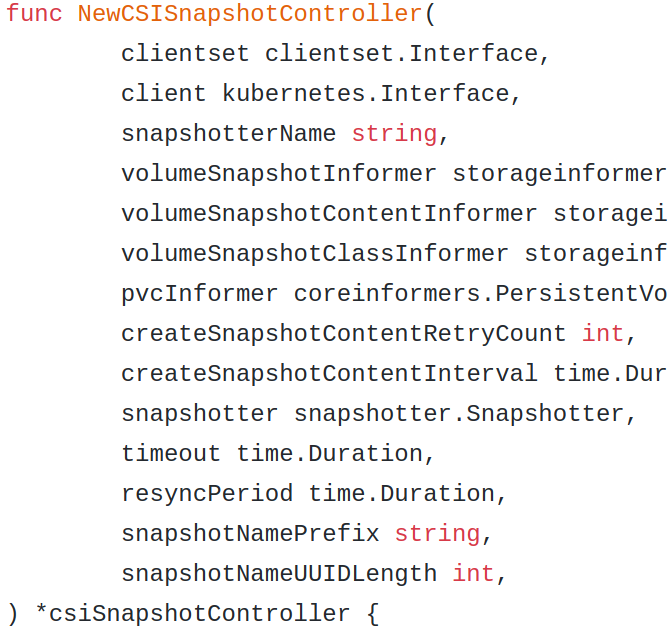 func NewCSISnapshotController(
clientset clientset.Interface,
client kubernetes.Interface,
snapshotterName string,
volumeSnapshotInformer storageinformer
volumeSnapshotContentInformer storagei
volumeSnapshotClassInformer storageinf
pvcInformer coreinformers.PersistentVo
createSnapshotContentRetryCount int,
createSnapshotContentInterval time.Dur
snapshotter snapshotter.Snapshotter,
timeout time.Duration,
resyncPeriod time.Duration,
snapshotNamePrefix string,
snapshotNameUUIDLength int,
) *csiSnapshotController {